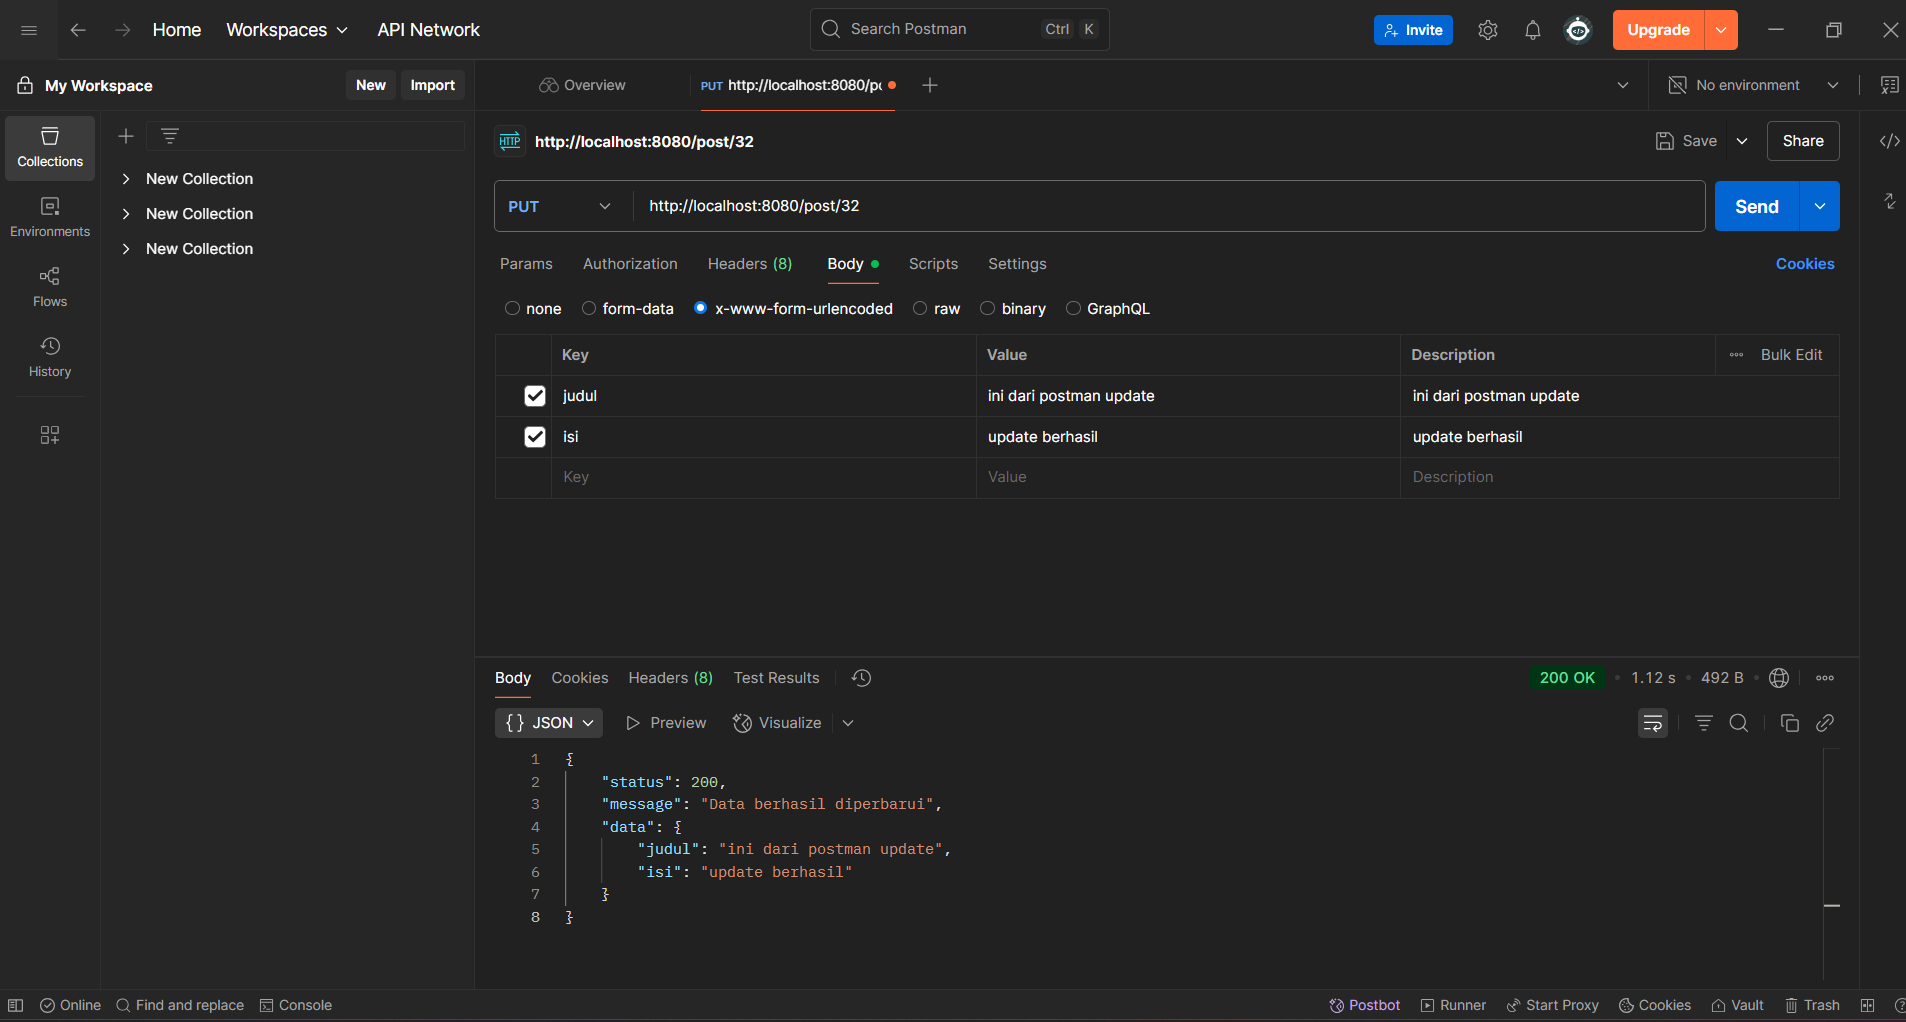 Home Workspaces API Network Search Postman Ctrl K Invite Upgrade
My Workspace New Import Overview PUT http://localhost:8080/po No environment
Collections
Environments
Flows
History
New Collection
New Collection
New Collection
HTTP http://localhost:8080/post/32 Save Share
PUT http://localhost:8080/post/32 Send
Params Authorization Headers (8) Body Scripts Settings Cookies
none form-data x-www-form-urlencoded raw binary GraphQL
Key Value Description Bulk Edit
judul ini dari postman update ini dari postman update
isi update berhasil update berhasil
Key Value Description
Body Cookies Headers (8) Test Results 200 OK • 1.12 s • 492 B
{} JSON Preview Visualize
1 {
2 "status": 200,
3 "message": "Data berhasil diperbarui",
4 "data": {
5 "judul": "ini dari postman update",
6 "isi": "update berhasil"
7 }
8 }
Online Find and replace Console Postbot Runner Start Proxy Cookies Vault Trash